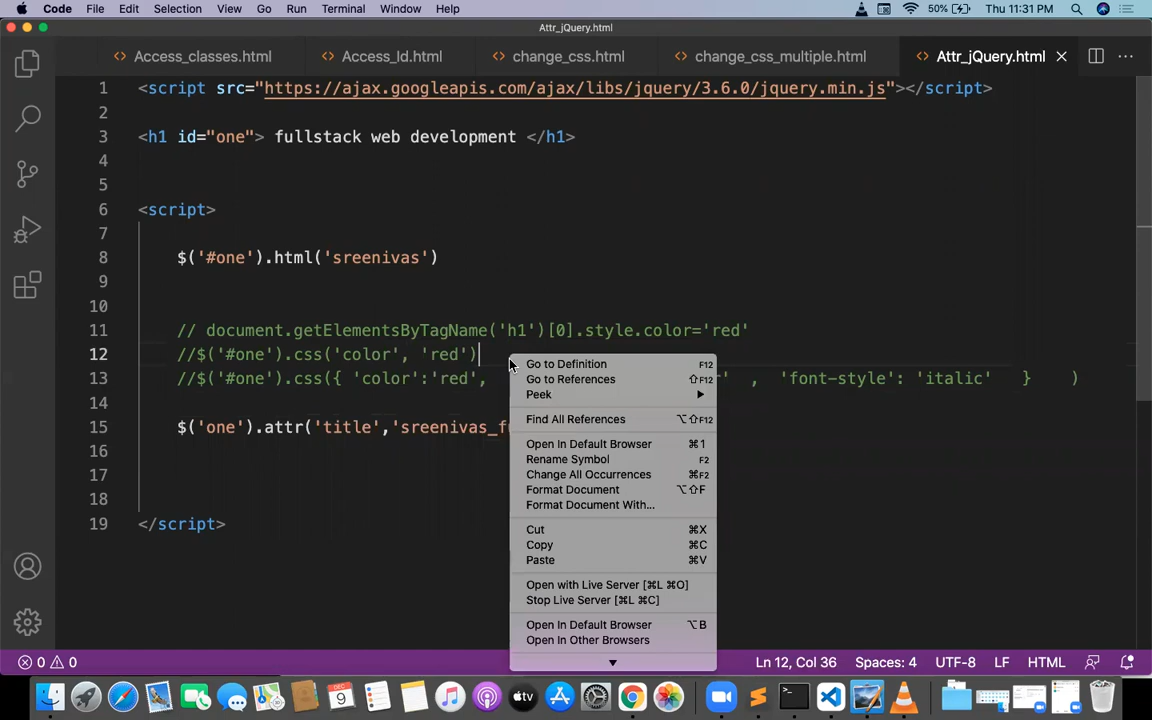 Code File Edit Selection View Go Run Terminal Window Help 50% Thu 11:31 PM
Attr_jQuery.html
Access_classes.html Access_Id.html change_css.html change_css_multiple.html Attr_jQuery.html
1 <script src="https://ajax.googleapis.com/ajax/libs/jquery/3.6.0/jquery.min.js"></script>
2
3 <h1 id="one"> fullstack web development </h1>
4
5
6 <script>
7
8 $('#one').html('sreenivas')
9
10
11 // document.getElementsByTagName('h1')[0].style.color='red'
12 //$('#one').css('color', 'red')
13 //$('#one').css({ 'color':'red', , 'font-style': 'italic' } )
14
15 $('one').attr('title','sreenivas_
16
17
18
19 </script>
Go to Definition F12
Go to References ⇧F12
Peek
Find All References ⌥⇧F12
Open In Default Browser ⌘1
Rename Symbol F2
Change All Occurrences ⌘F2
Format Document ⌥⇧F
Format Document With...
Cut ⌘X
Copy ⌘C
Paste ⌘V
Open with Live Server [⌘L ⌘O]
Stop Live Server [⌘L ⌘C]
Open In Default Browser ⌥B
Open In Other Browsers
0 0 Ln 12, Col 36 Spaces: 4 UTF-8 LF HTML
DEC
9
tv